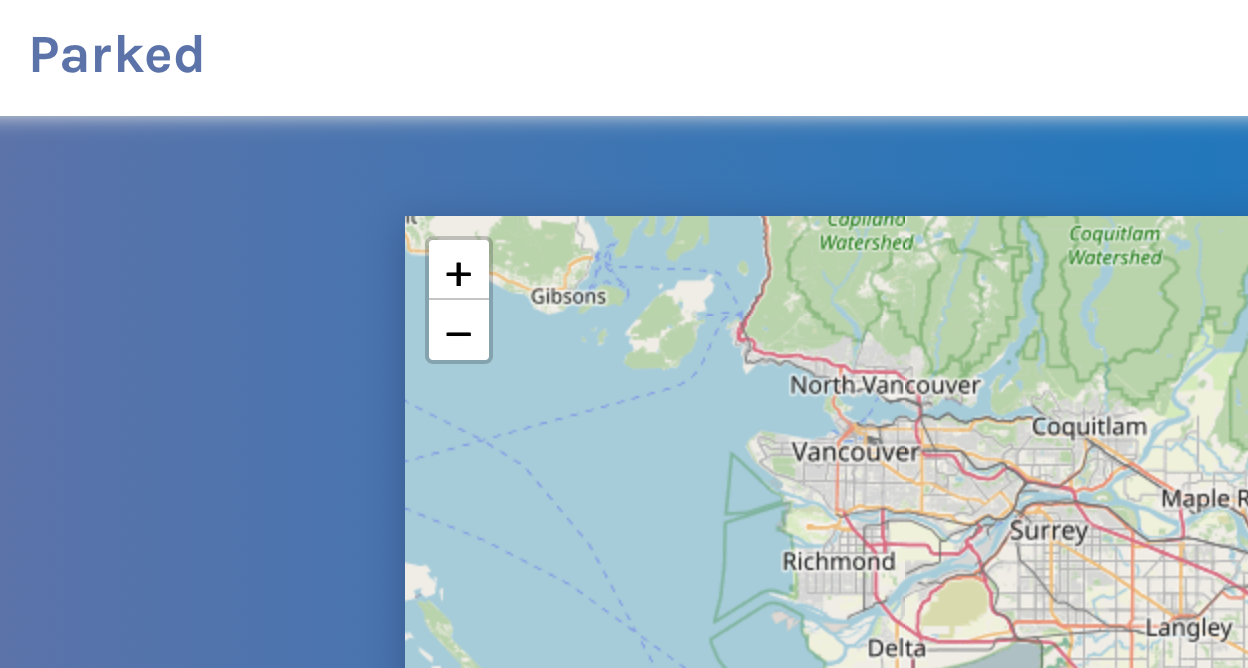 Parked
Capilano
Watershed
Coquitlam
Watershed
+
−
Gibsons
North Vancouver
Coquitlam
Vancouver
Maple R
Surrey
Richmond
Langley
Delta